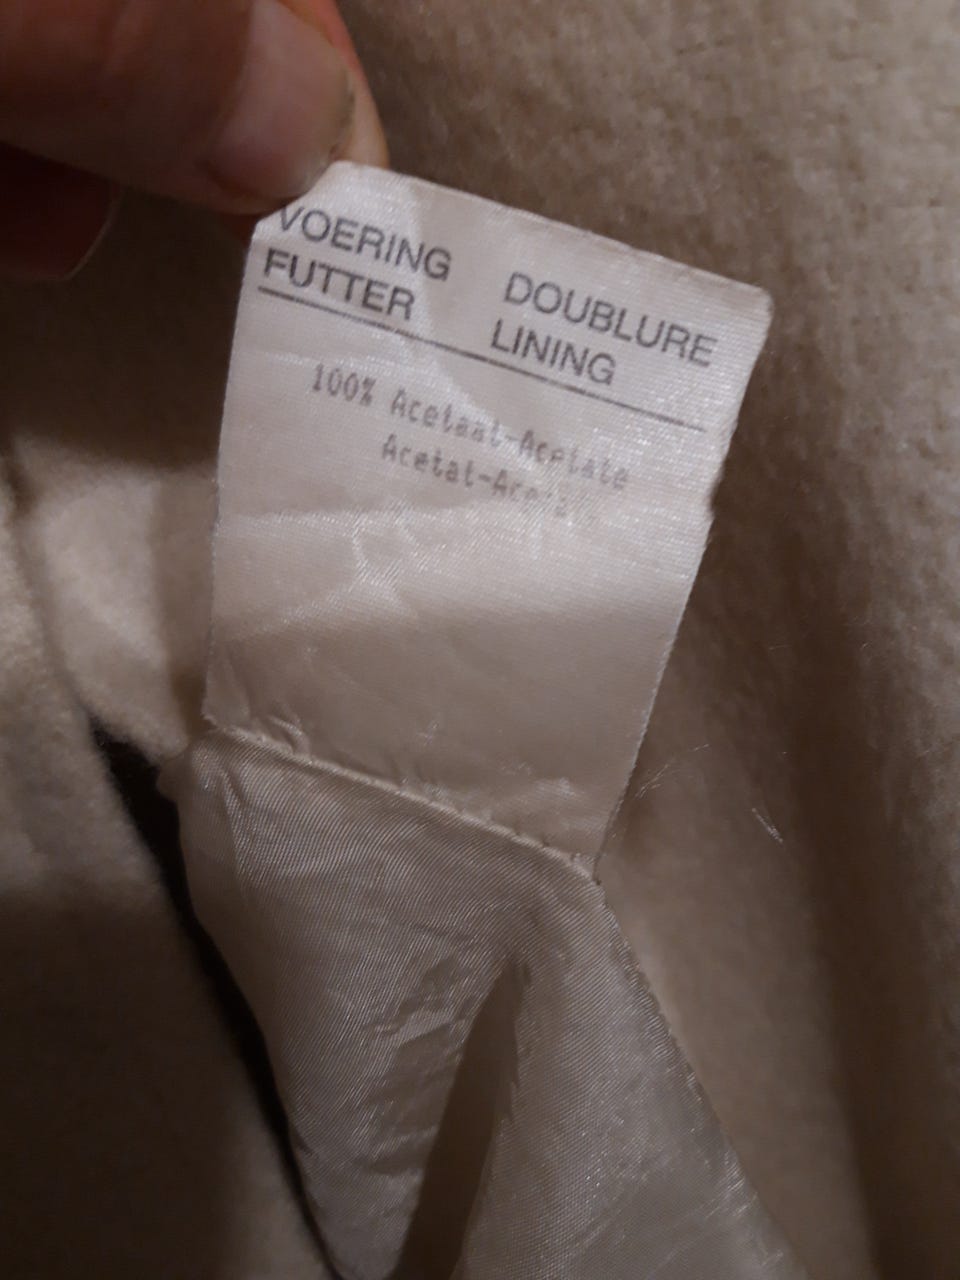 VOERING DOUBLURE
FUTTER LINING
100% Acetaat-Acetate
Acetat-